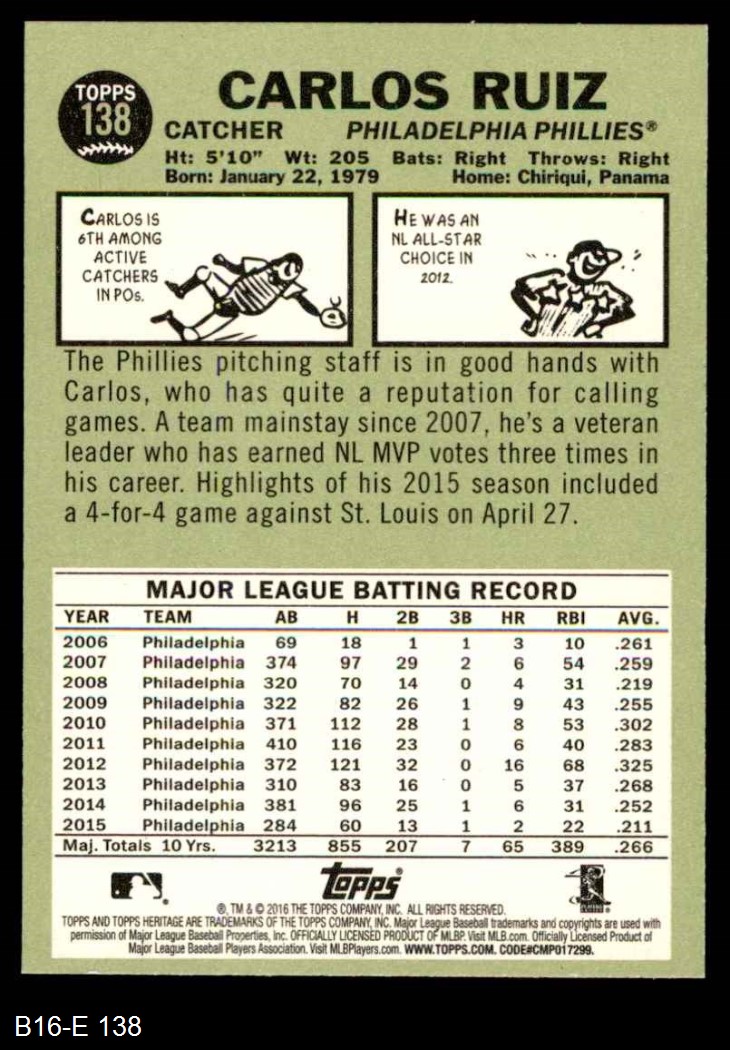 TOPPS
138
CARLOS RUIZ
CATCHER PHILADELPHIA PHILLIES®
Ht: 5'10" Wt: 205 Bats: Right Throws: Right
Born: January 22, 1979 Home: Chiriqui, Panama
CARLOS IS
6TH AMONG
ACTIVE
CATCHERS
IN POs.
HE WAS AN
NL ALL-STAR
CHOICE IN
2012.
The Phillies pitching staff is in good hands with
Carlos, who has quite a reputation for calling
games. A team mainstay since 2007, he's a veteran
leader who has earned NL MVP votes three times in
his career. Highlights of his 2015 season included
a 4-for-4 game against St. Louis on April 27.
MAJOR LEAGUE BATTING RECORD
YEAR TEAM AB H 2B 3B HR RBI AVG.
2006 Philadelphia 69 18 1 1 3 10 .261
2007 Philadelphia 374 97 29 2 6 54 .259
2008 Philadelphia 320 70 14 0 4 31 .219
2009 Philadelphia 322 82 26 1 9 43 .255
2010 Philadelphia 371 112 28 1 8 53 .302
2011 Philadelphia 410 116 23 0 6 40 .283
2012 Philadelphia 372 121 32 0 16 68 .325
2013 Philadelphia 310 83 16 0 5 37 .268
2014 Philadelphia 381 96 25 1 6 31 .252
2015 Philadelphia 284 60 13 1 2 22 .211
Maj. Totals 10 Yrs. 3213 855 207 7 65 389 .266
Topps®
®, TM & © 2016 THE TOPPS COMPANY, INC. ALL RIGHTS RESERVED.
TOPPS AND TOPPS HERITAGE ARE TRADEMARKS OF THE TOPPS COMPANY, INC. Major League Baseball trademarks and copyrights are used with
permission of Major League Baseball Properties, Inc. OFFICIALLY LICENSED PRODUCT OF MLBP. Visit MLB.com. Officially Licensed Product of
Major League Baseball Players Association. Visit MLBPlayers.com. WWW.TOPPS.COM. CODE#CMP017299.
B16-E 138